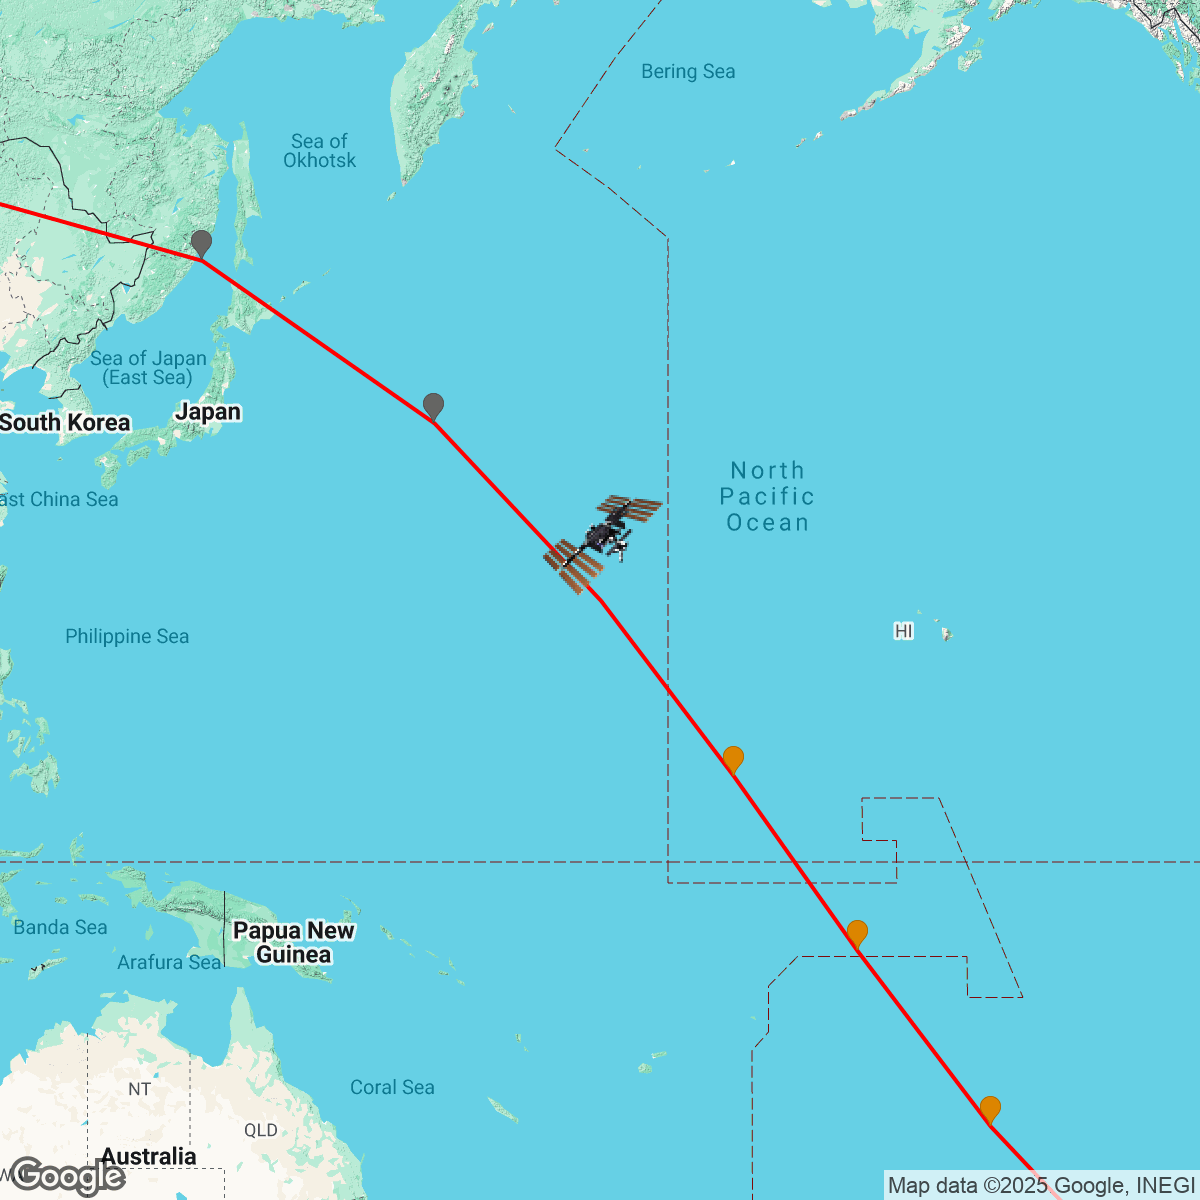 Bering Sea
Sea of
Okhotsk
Sea of Japan
(East Sea)
Japan
South Korea
ast China Sea
North
Pacific
Ocean
Philippine Sea
HI
Banda Sea
Papua New
Guinea
Arafura Sea
Coral Sea
NT
QLD
Australia
Google
Map data ©2025 Google, INEGI